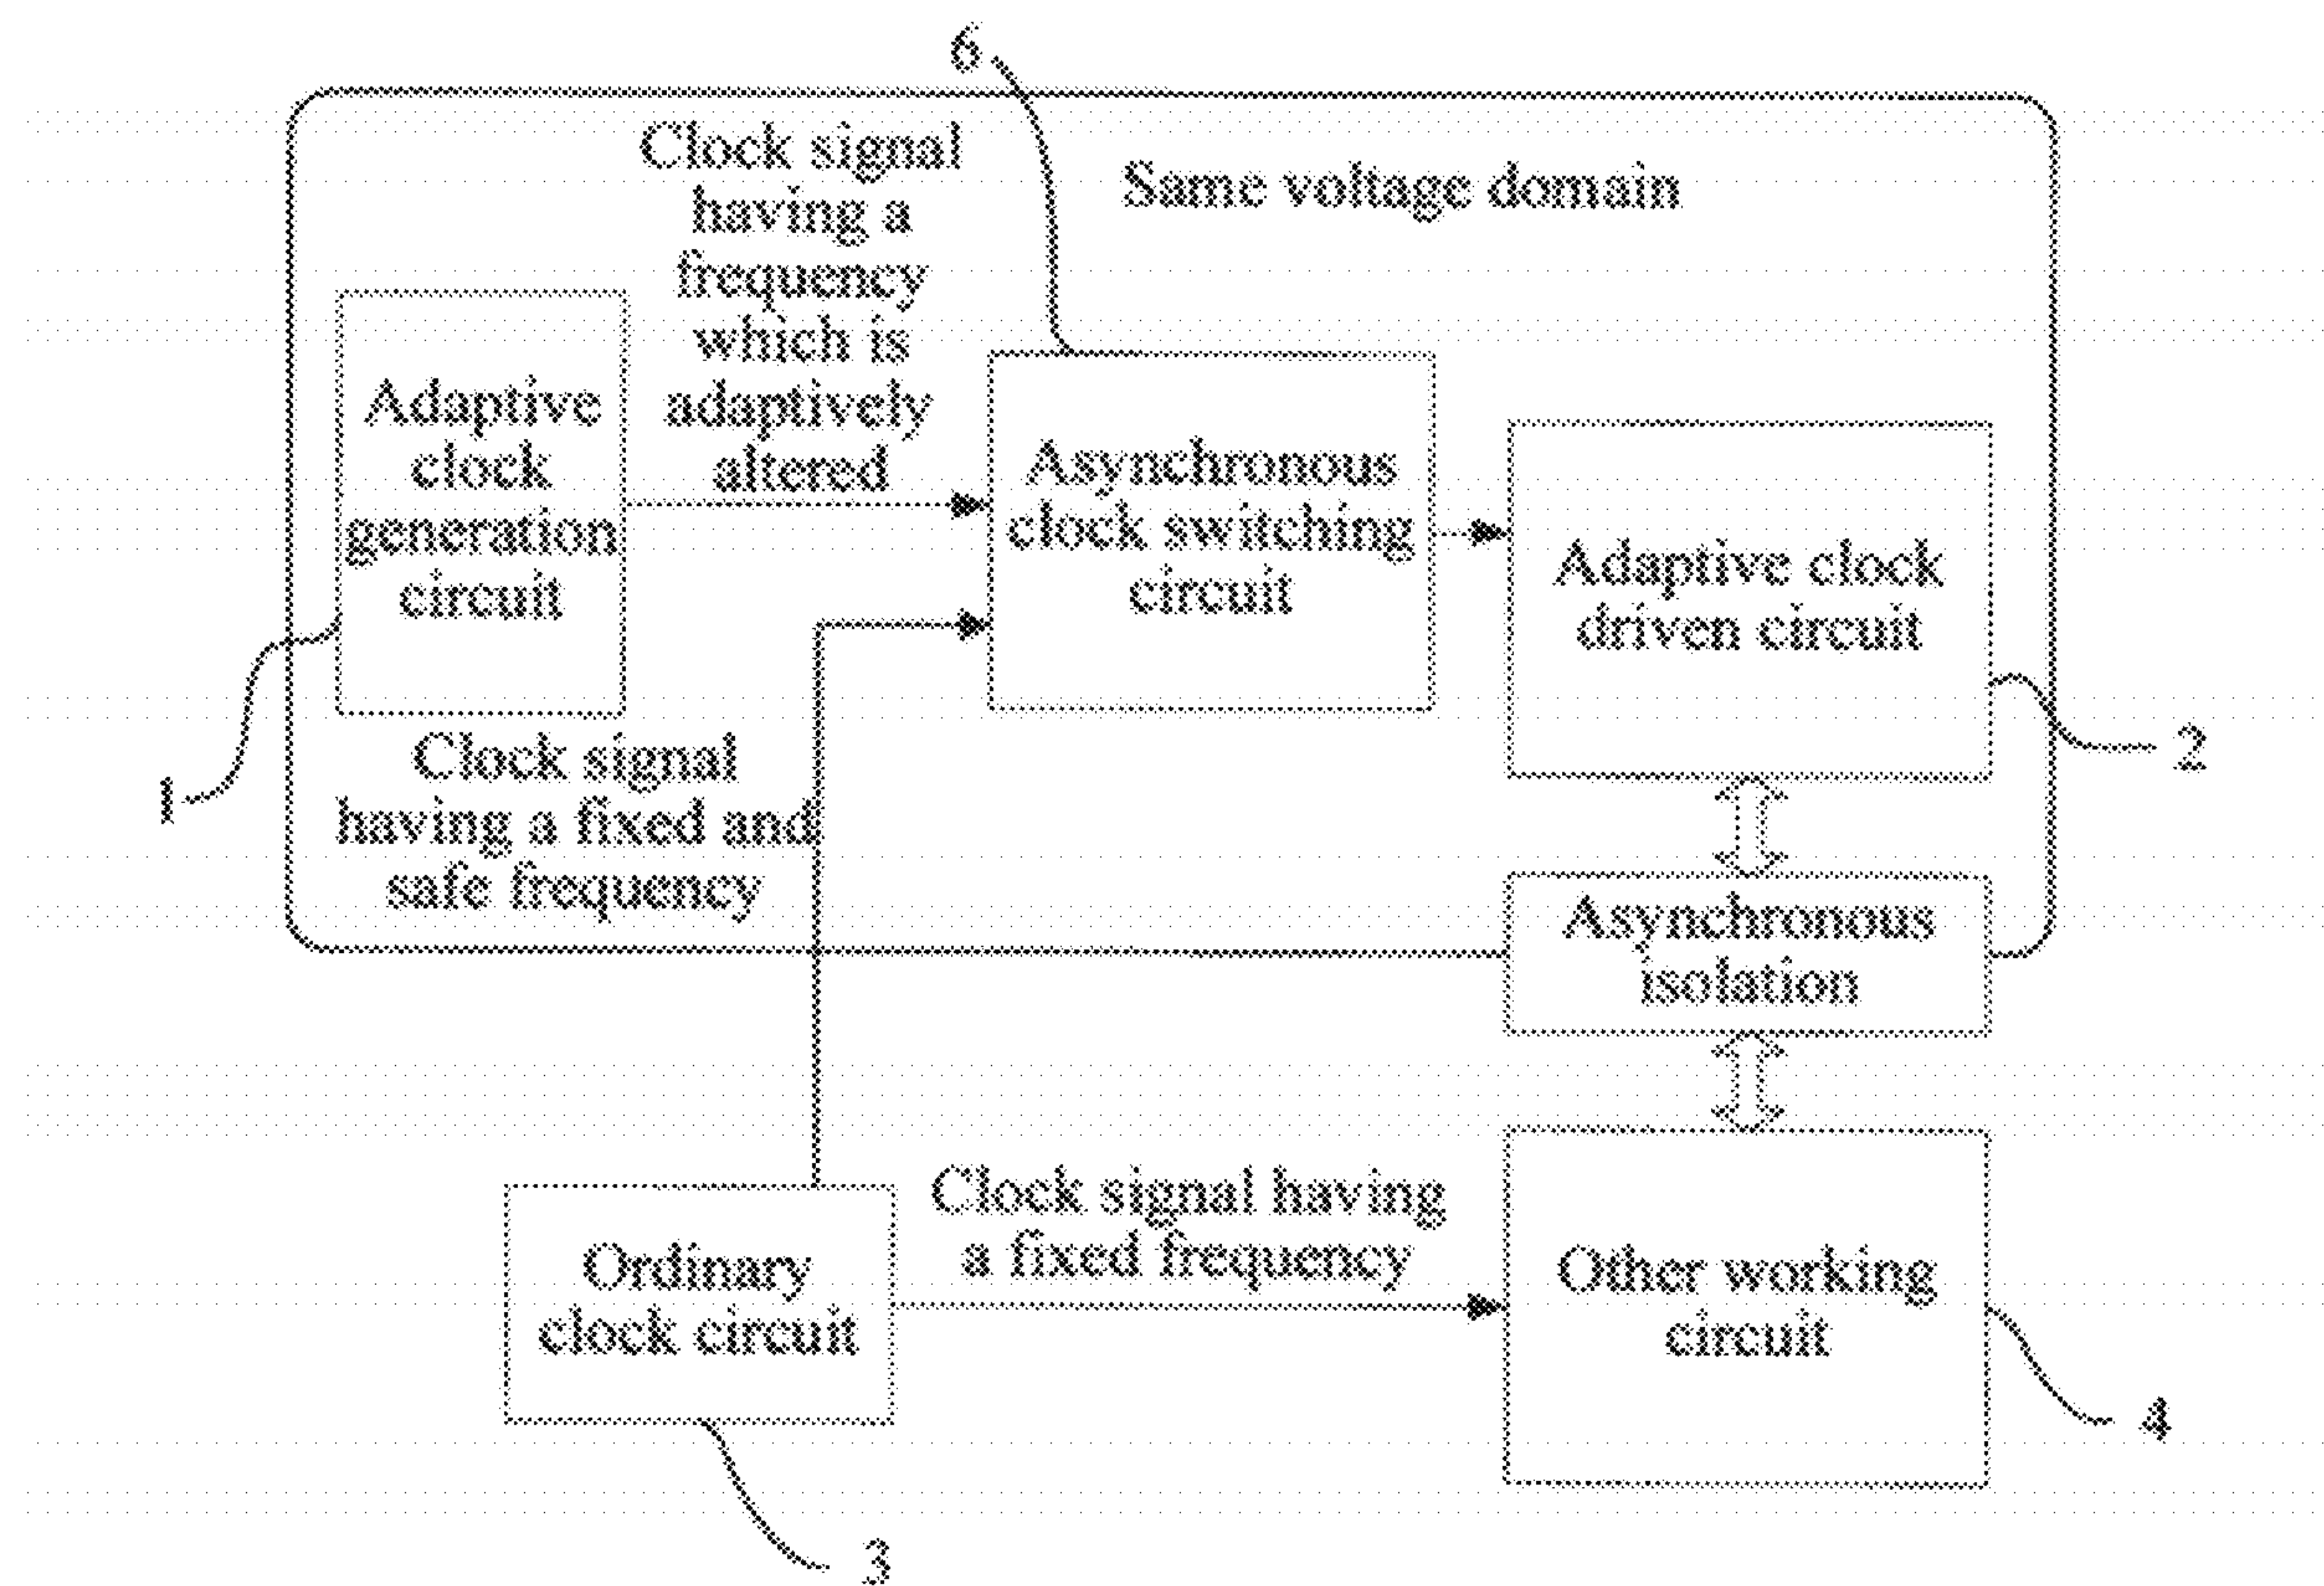 6
Clock signal
having a
frequency
which is
adaptively
altered
Same voltage domain
Adaptive
clock
generation
circuit
Asynchronous
clock switching
circuit
Adaptive clock
driven circuit
1
2
Clock signal
having a fixed and
safe frequency
Asynchronous
isolation
Ordinary
clock circuit
Clock signal having
a fixed frequency
Other working
circuit
4
3